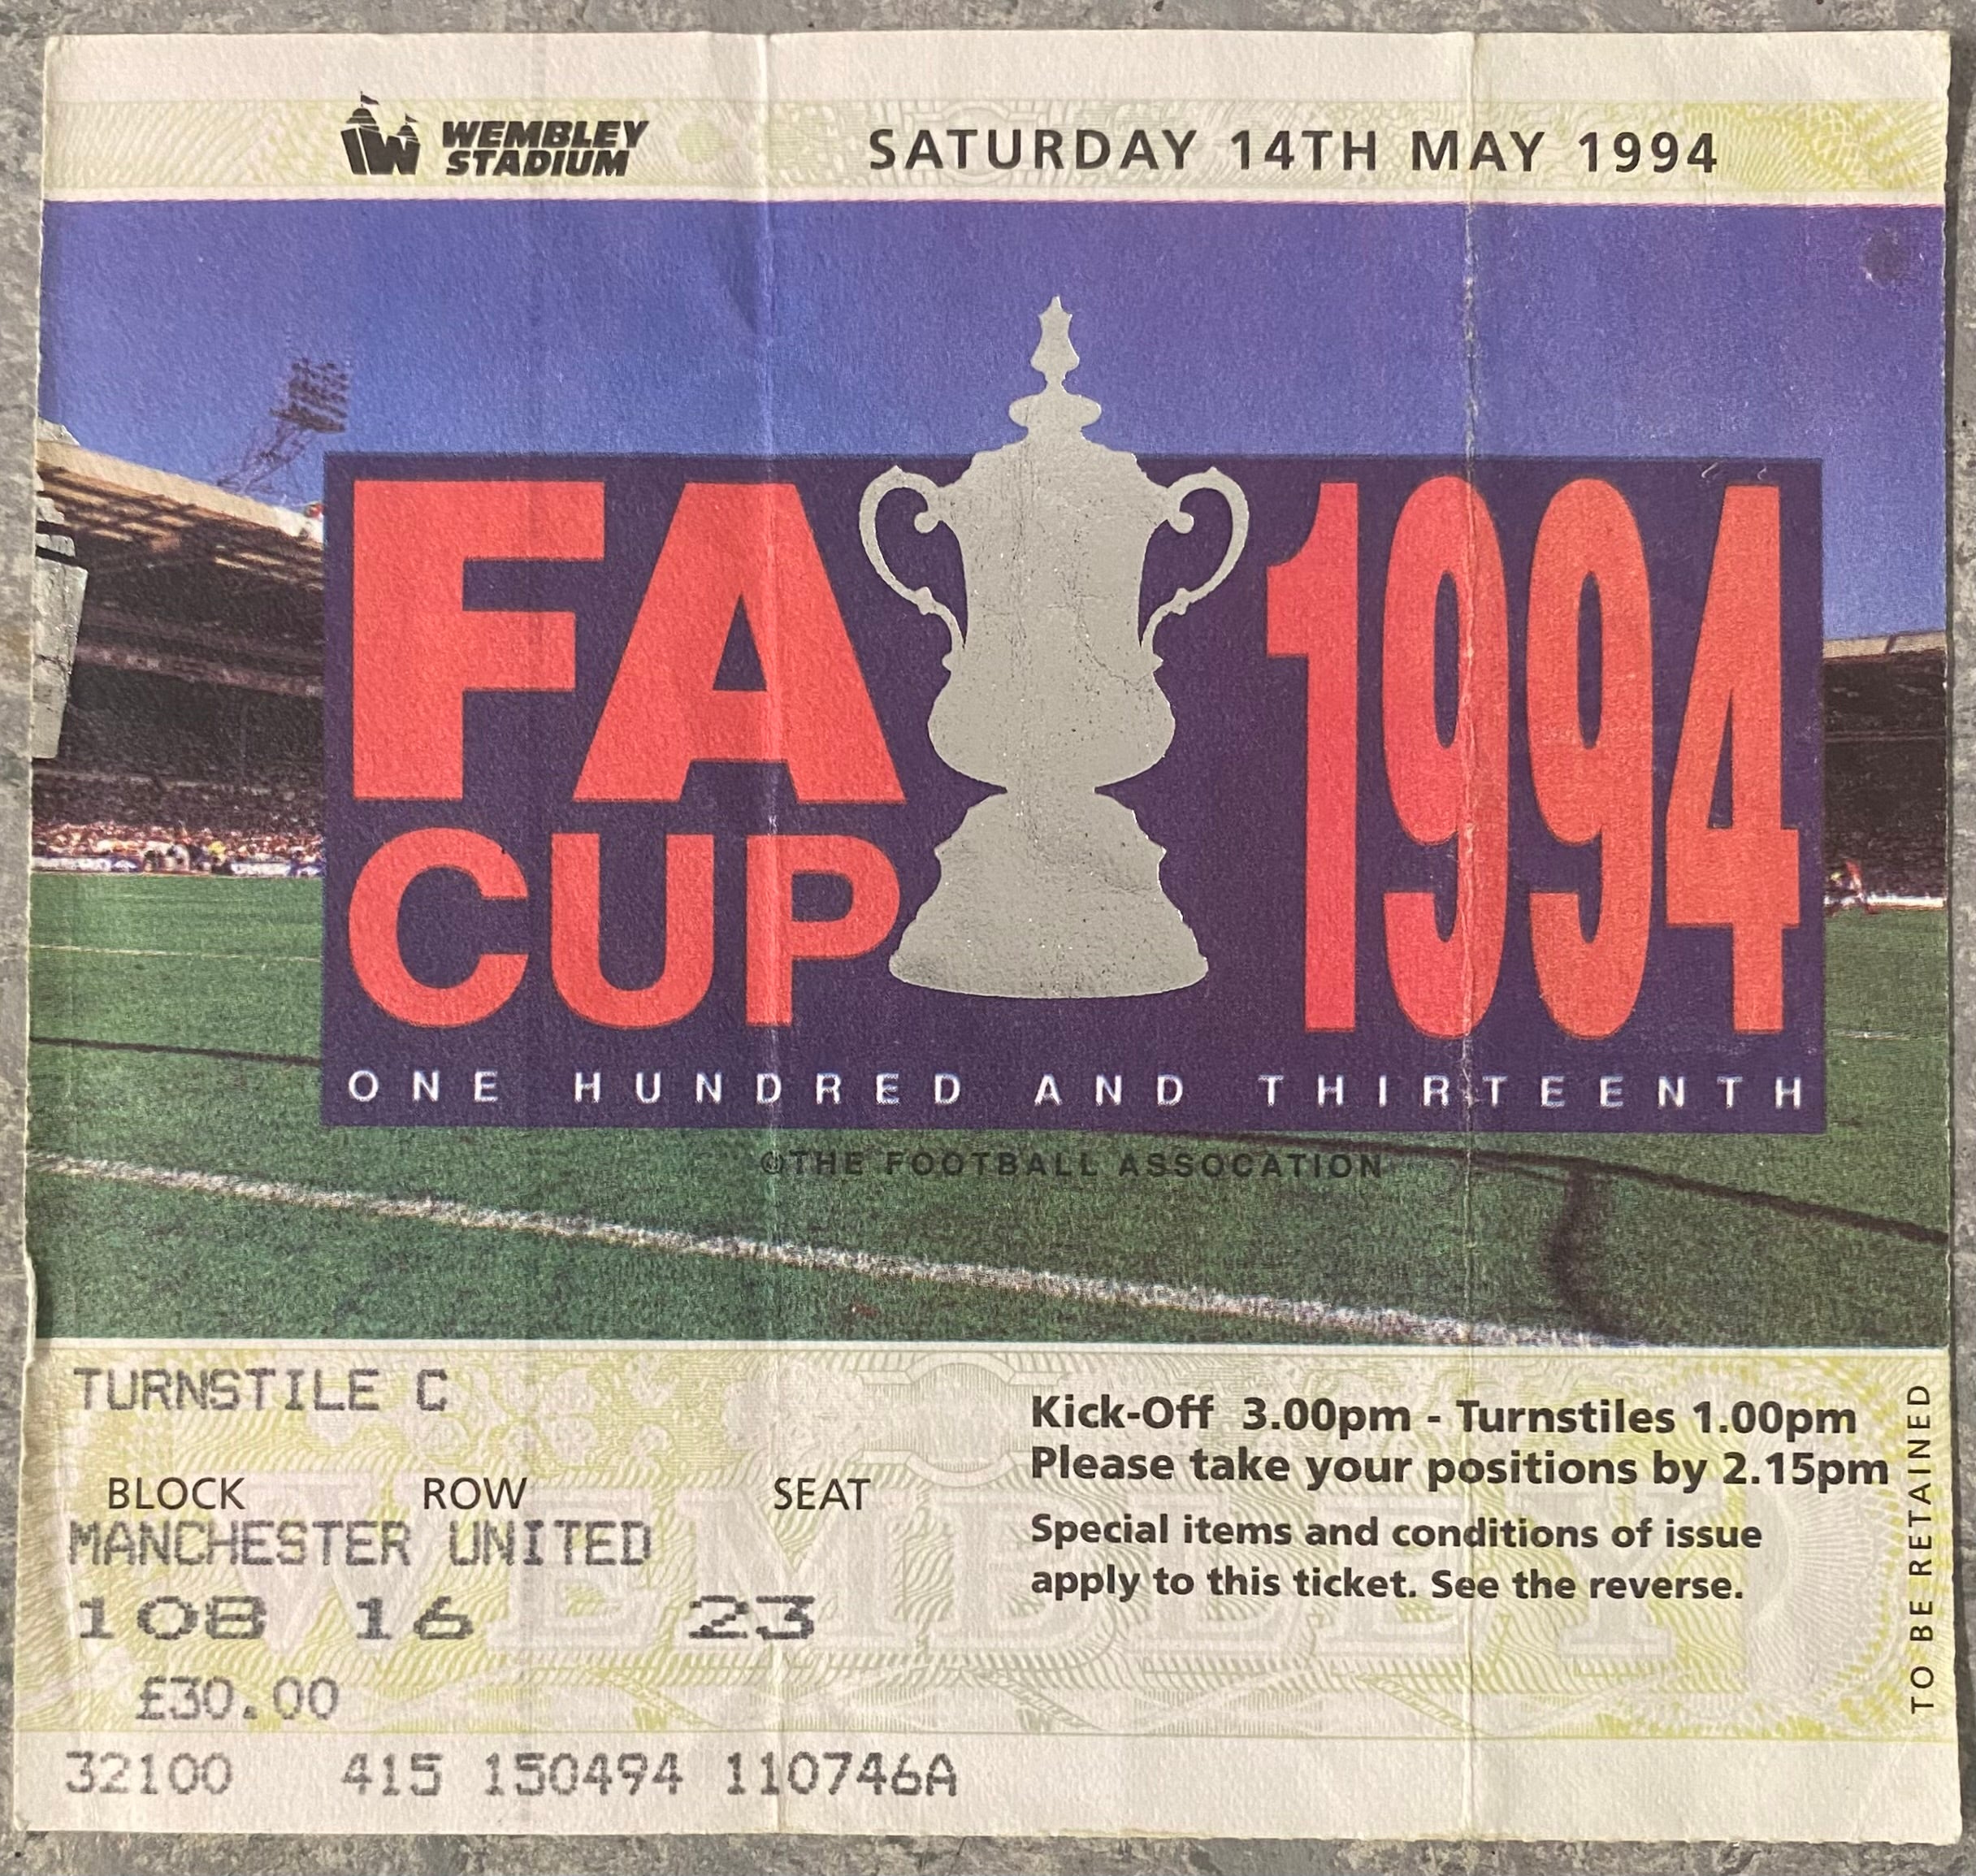 WEMBLEY
STADIUM
SATURDAY 14TH MAY 1994
FA
CUP
1994
ONE HUNDRED AND THIRTEENTH
©THE FOOTBALL ASSOCATION
TURNSTILE C
BLOCK ROW SEAT
MANCHESTER UNITED
108 16 23
£30.00
32100 415 150494 110746A
Kick-Off 3.00pm - Turnstiles 1.00pm
Please take your positions by 2.15pm
Special items and conditions of issue
apply to this ticket. See the reverse.
TO BE RETAINED
WEMBLEY